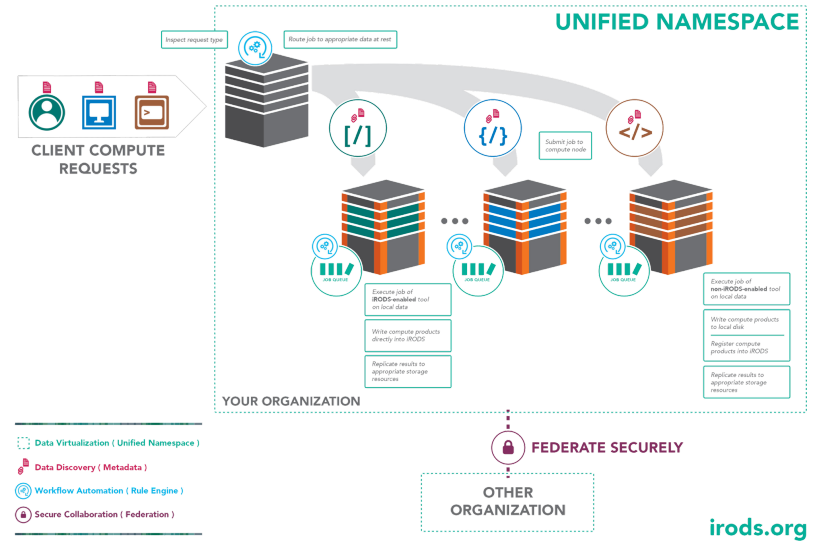 UNIFIED NAMESPACE
Inspect request type
Route job to appropriate data at rest
CLIENT COMPUTE
REQUESTS
[/]
{/}
</>
Submit job to
compute node
JOB QUEUE
JOB QUEUE
JOB QUEUE
Execute job of
iRODS-enabled tool
on local data
Write compute products
directly into iRODS
Replicate results to
appropriate storage
resources
Execute job of
non-iRODS-enabled tool
on local data
Write compute products
to local disk
Register compute
products into iRODS
Replicate results to
appropriate storage
resources
YOUR ORGANIZATION
Data Virtualization ( Unified Namespace )
Data Discovery ( Metadata )
Workflow Automation ( Rule Engine )
Secure Collaboration ( Federation )
FEDERATE SECURELY
OTHER
ORGANIZATION
irods.org